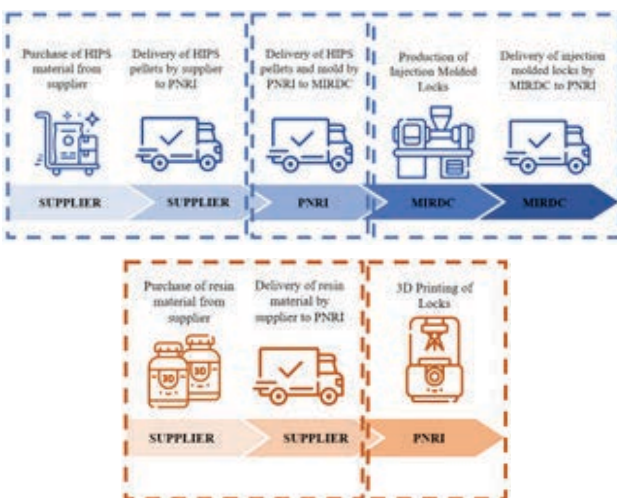 Purchase of HIPS
material from
supplier
Delivery of HIPS
pellets by supplier
to PNRI
Delivery of HIPS
pellets and mold by
PNRI to MIRDC
Production of
Injection Molded
Locks
Delivery of injection
molded locks by
MIRDC to PNRI
SUPPLIER
SUPPLIER
PNRI
MIRDC
MIRDC
Purchase of resin
material from
supplier
Delivery of resin
material by
supplier to PNRI
3D Printing of
Locks
3D
3D
SUPPLIER
SUPPLIER
PNRI